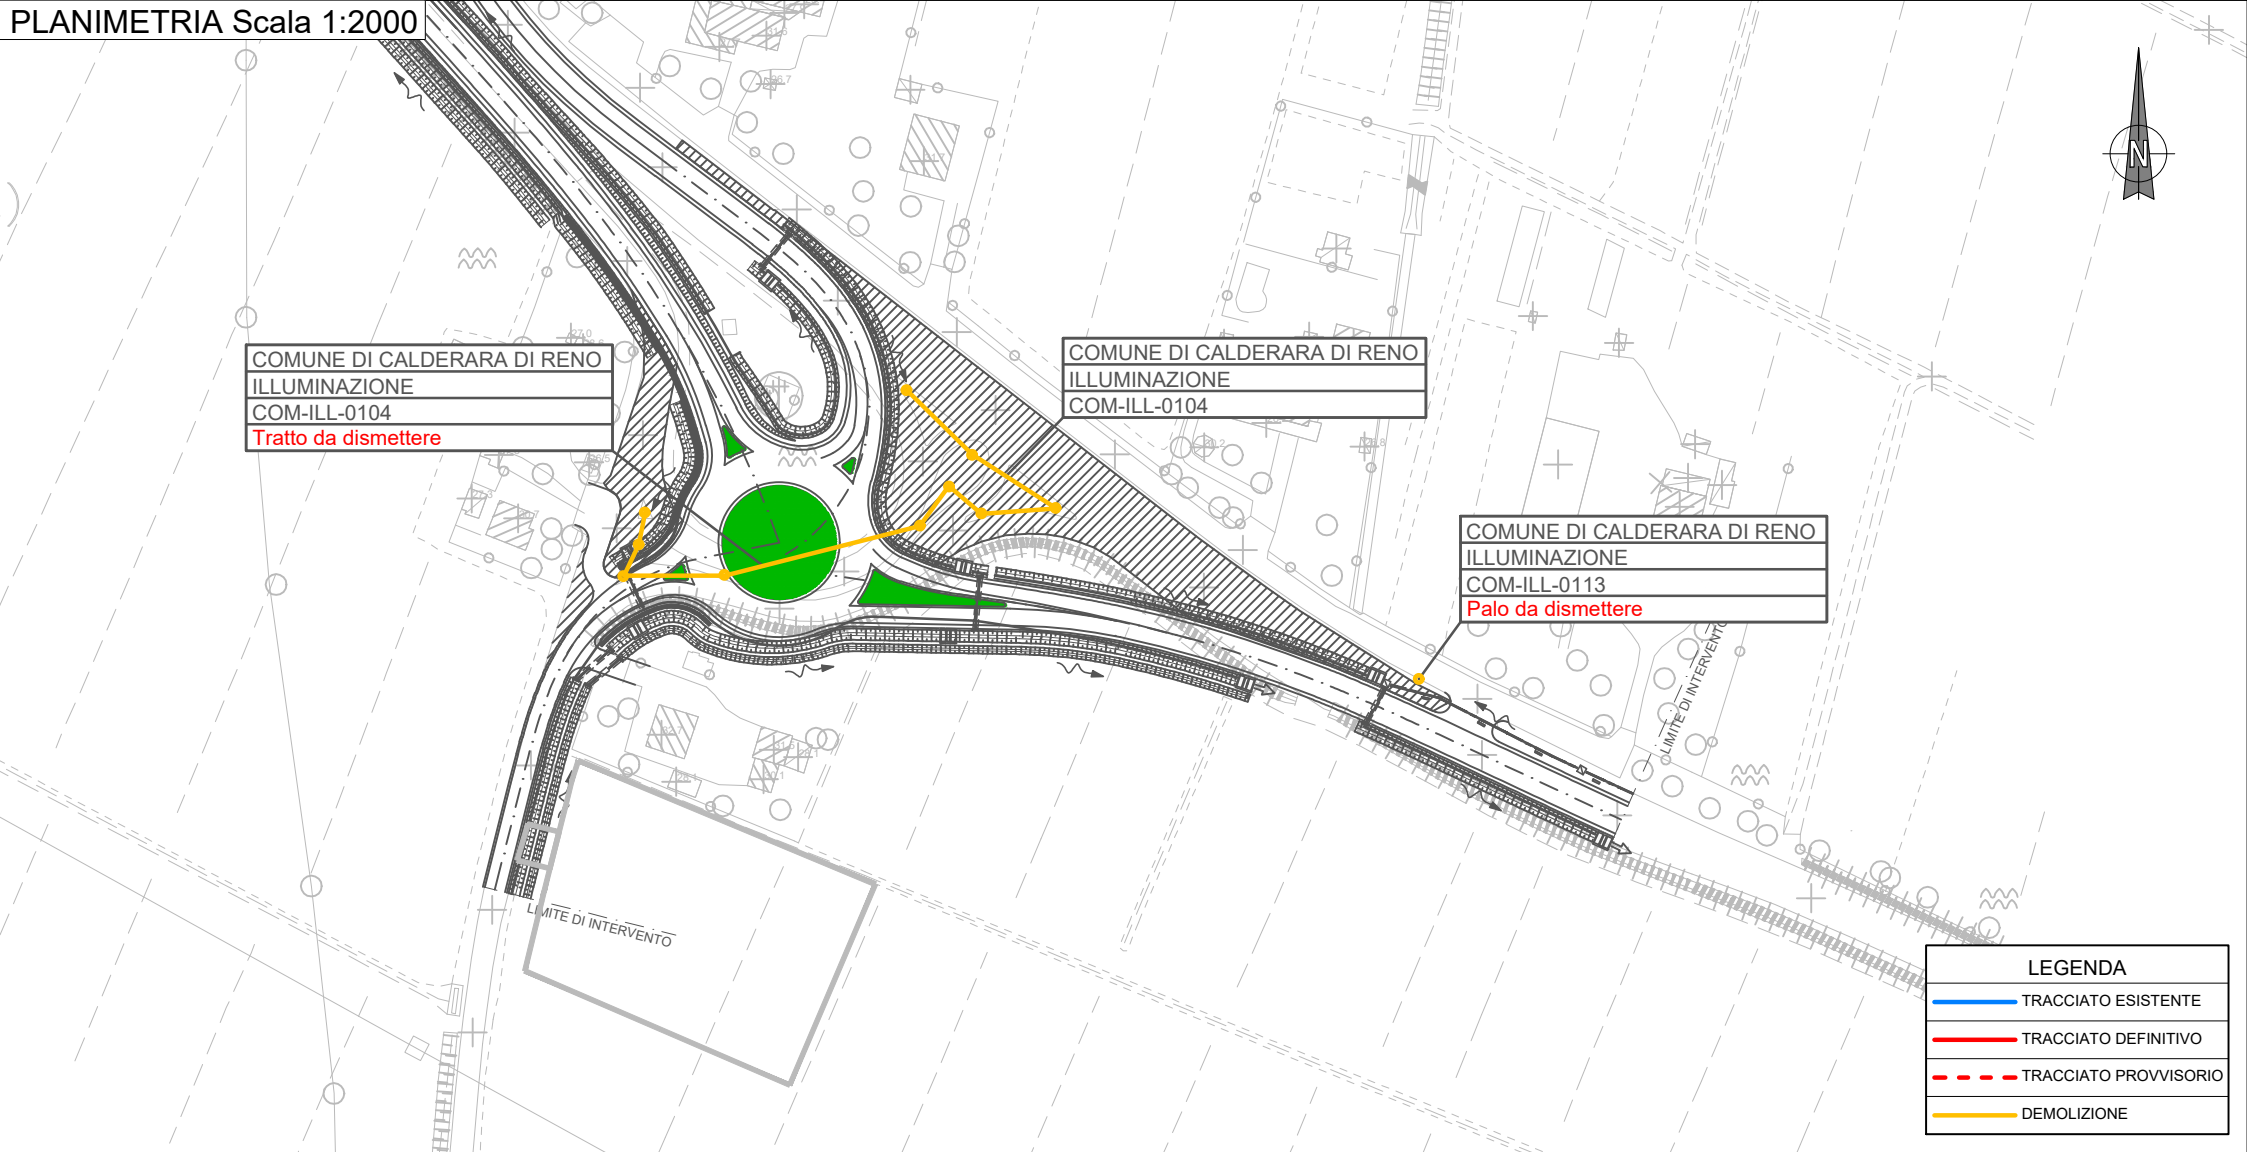 PLANIMETRIA Scala 1:2000
N
COMUNE DI CALDERARA DI RENO
ILLUMINAZIONE
COM-ILL-0104
Tratto da dismettere
COMUNE DI CALDERARA DI RENO
ILLUMINAZIONE
COM-ILL-0104
COMUNE DI CALDERARA DI RENO
ILLUMINAZIONE
COM-ILL-0113
Palo da dismettere
LIMITE DI INTERVENTO
LIMITE DI INTERVENTO
LEGENDA
TRACCIATO ESISTENTE
TRACCIATO DEFINITIVO
TRACCIATO PROVVISORIO
DEMOLIZIONE